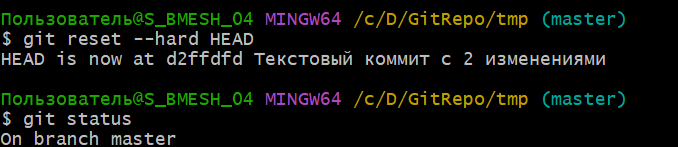 Пользователь@S_BMESH_04 MINGW64 /c/D/GitRepo/tmp (master)
$ git reset --hard HEAD
HEAD is now at d2ffdfd Текстовый коммит с 2 изменениями
Пользователь@S_BMESH_04 MINGW64 /c/D/GitRepo/tmp (master)
$ git status
On branch master